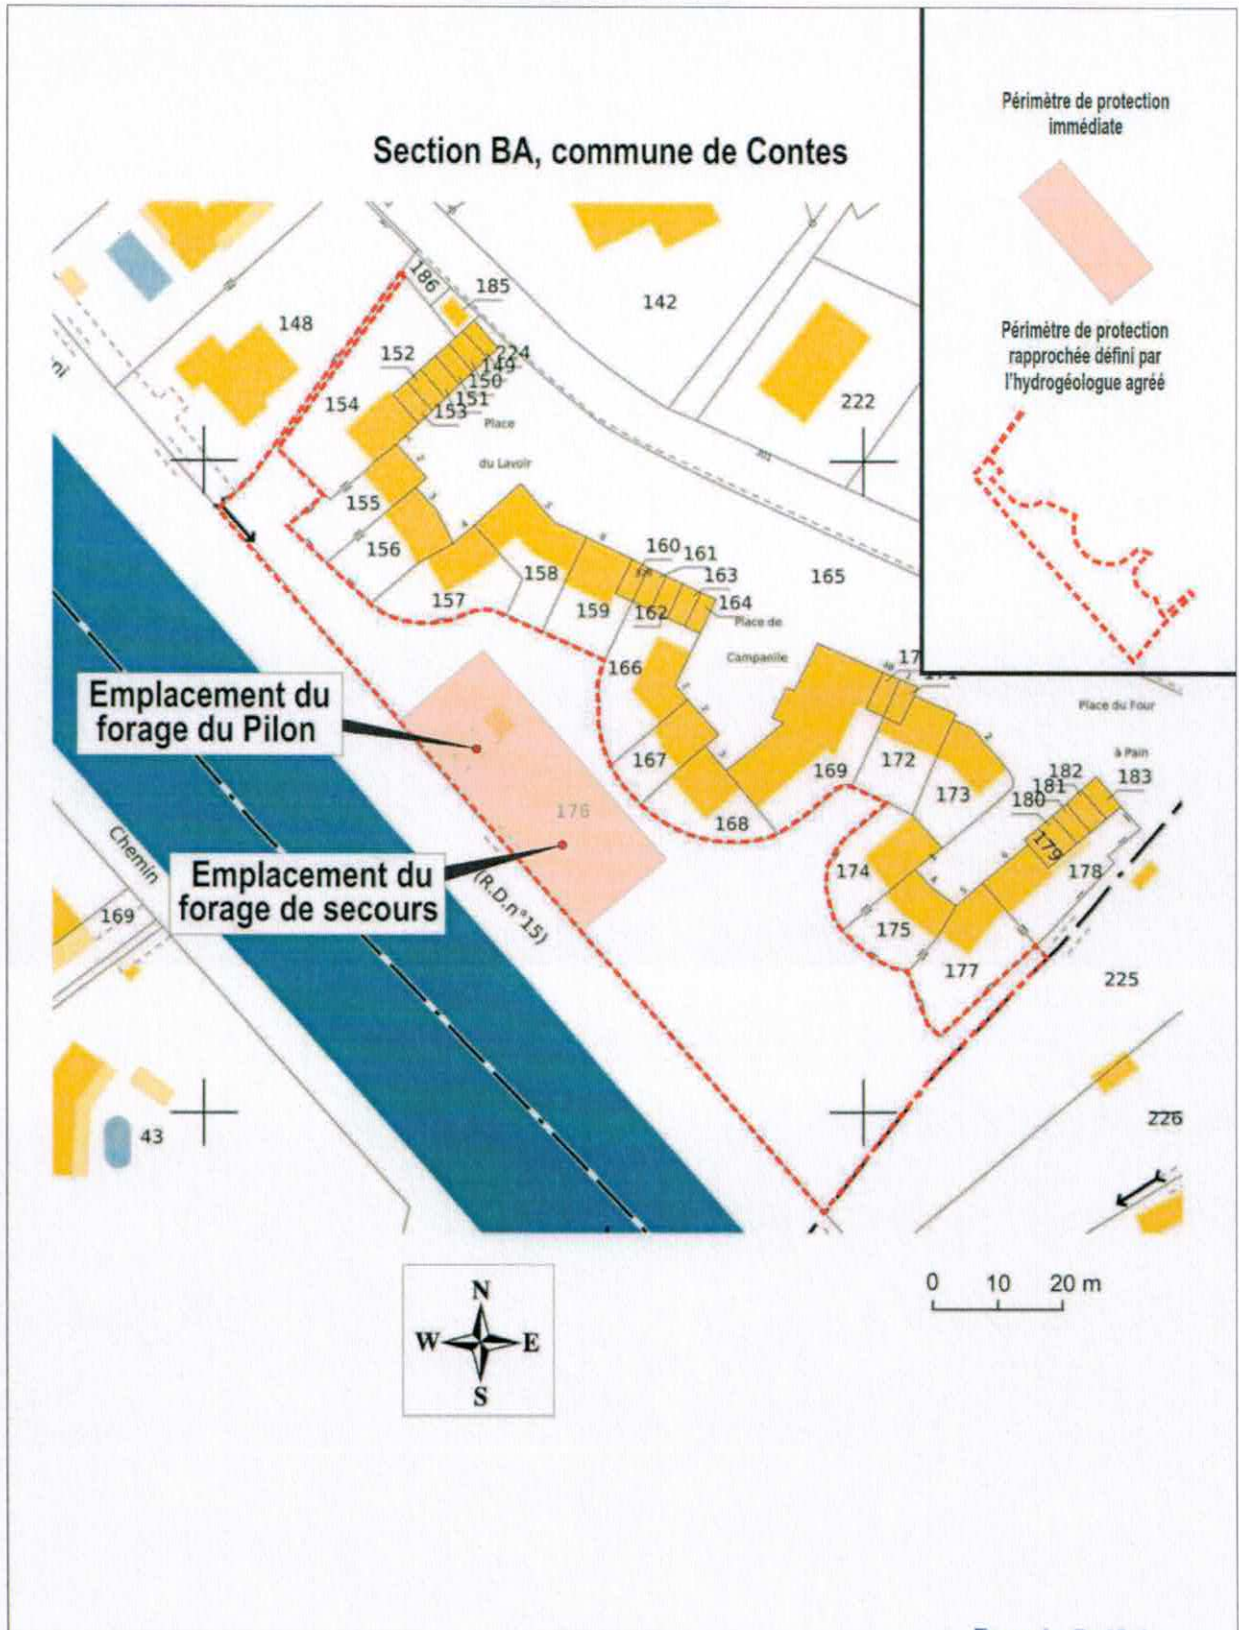 Section BA, commune de Contes
Périmètre de protection
immédiate
Périmètre de protection
rapprochée défini par
l'hydrogéologue agréé
186
185
148
142
152
224
149
150
151
153
154
222
Place
du Lavoir
155
156
157
158
159
160
161
162
163
164
165
Place de
Campanile
166
167
168
169
172
173
174
175
176
177
178
179
180
181
182
183
Place du Four
à Pain
Emplacement du
forage du Pilon
Emplacement du
forage de secours
(R.D.n°15)
Chemin
169
43
225
226
0 10 20 m
N
W E
S